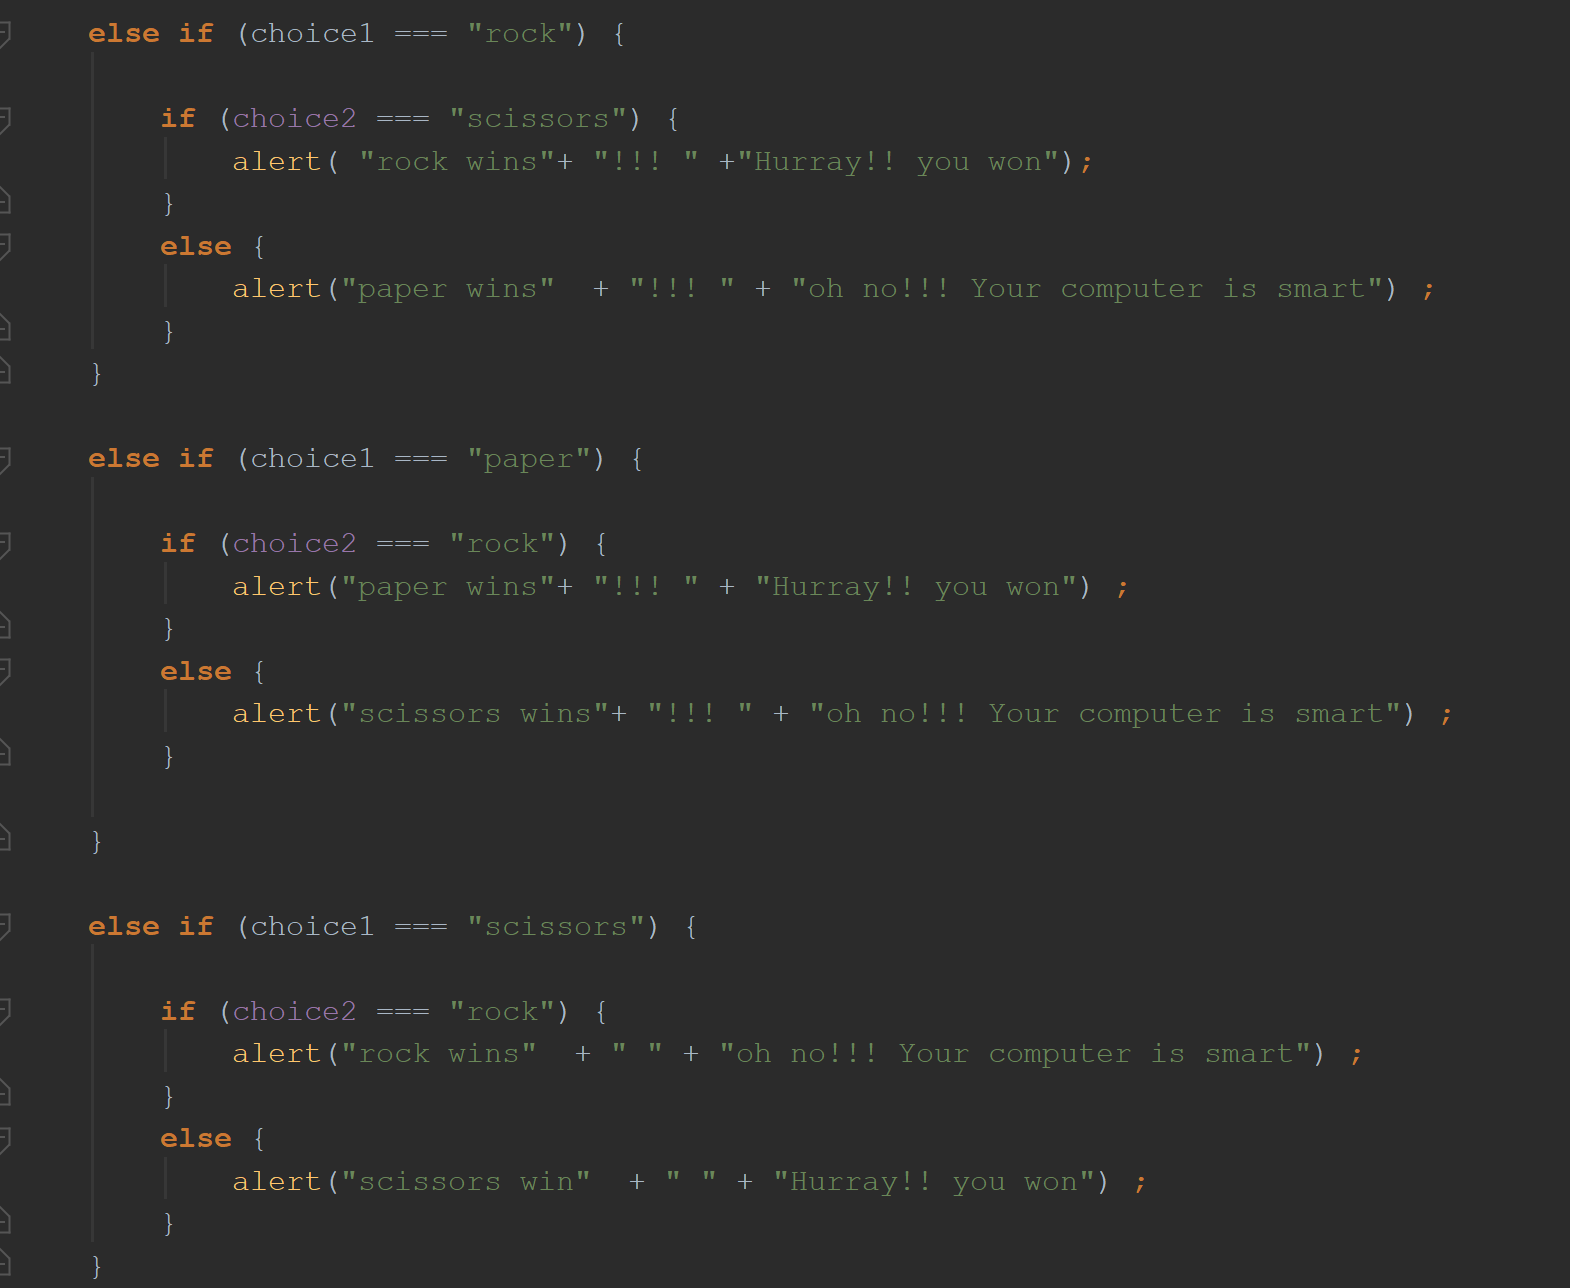 else if (choice1 === "rock") {
if (choice2 === "scissors") {
alert( "rock wins"+ "!!! " +"Hurray!! you won");
}
else {
alert("paper wins"  + "!!! " + "oh no!!! Your computer is smart") ;
}
}
else if (choice1 === "paper") {
if (choice2 === "rock") {
alert("paper wins"+ "!!! " + "Hurray!! you won") ;
}
else {
alert("scissors wins"+ "!!! " + "oh no!!! Your computer is smart") ;
}
}
else if (choice1 === "scissors") {
if (choice2 === "rock") {
alert("rock wins"  + " " + "oh no!!! Your computer is smart") ;
}
else {
alert("scissors win"  + " " + "Hurray!! you won") ;
}
}